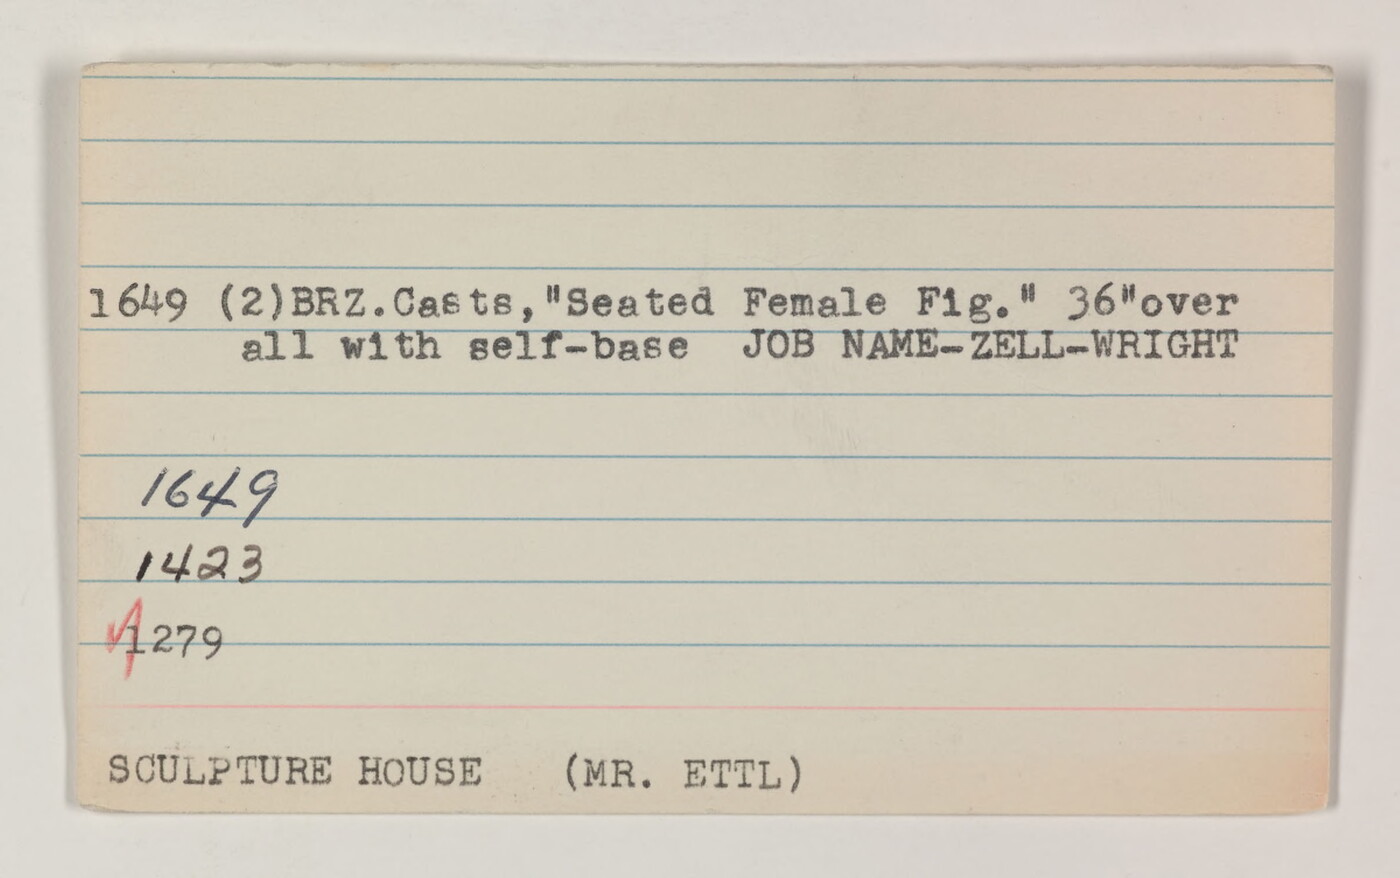 1649 (2)BRZ.Casts,"Seated Female Fig." 36"over
all with self-base JOB NAME-ZELL-WRIGHT
1649
1423
1279
SCULPTURE HOUSE (MR. ETTL)